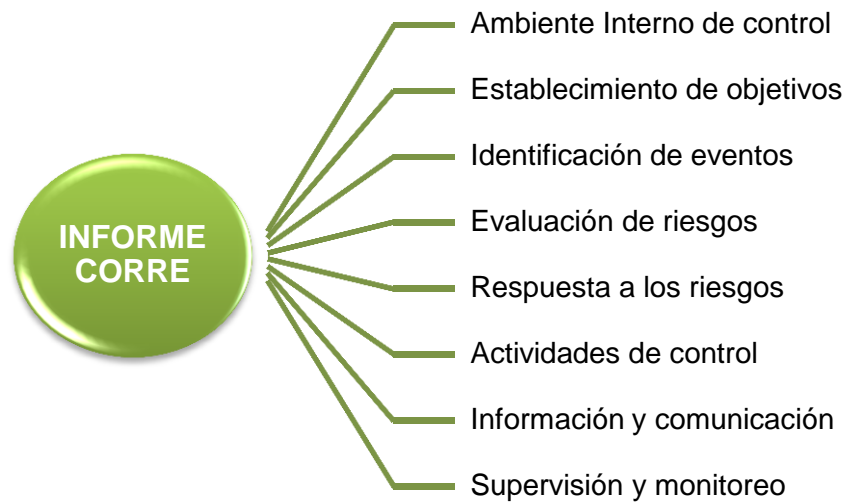 INFORME
CORRE
Ambiente Interno de control
Establecimiento de objetivos
Identificación de eventos
Evaluación de riesgos
Respuesta a los riesgos
Actividades de control
Información y comunicación
Supervisión y monitoreo